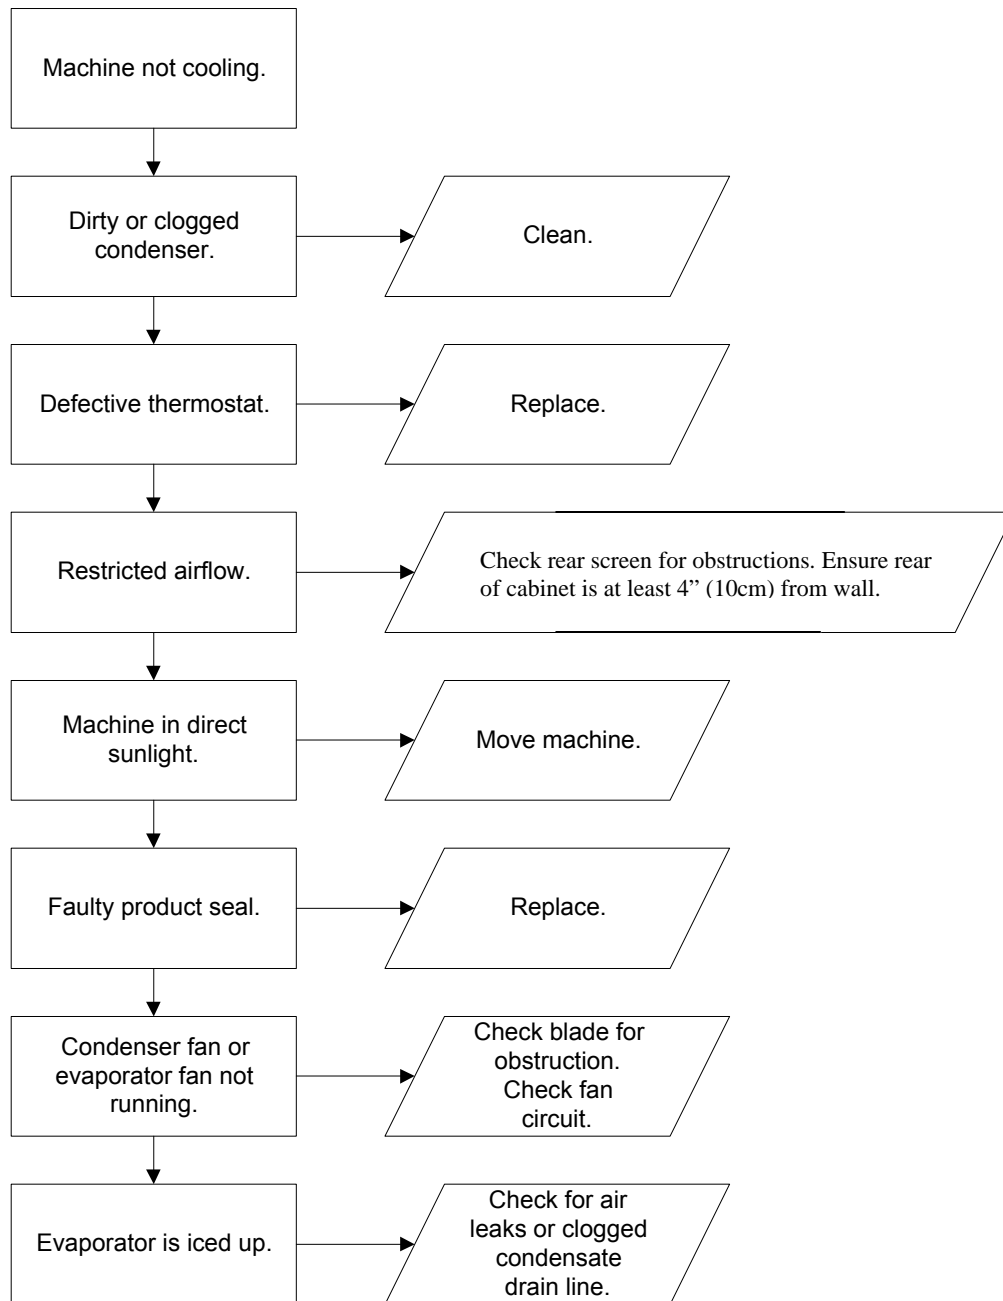 Machine not cooling.
Dirty or clogged
condenser.
Clean.
Defective thermostat.
Replace.
Restricted airflow.
Check rear screen for obstructions. Ensure rear
of cabinet is at least 4” (10cm) from wall.
Machine in direct
sunlight.
Move machine.
Faulty product seal.
Replace.
Condenser fan or
evaporator fan not
running.
Check blade for
obstruction.
Check fan
circuit.
Evaporator is iced up.
Check for air
leaks or clogged
condensate
drain line.